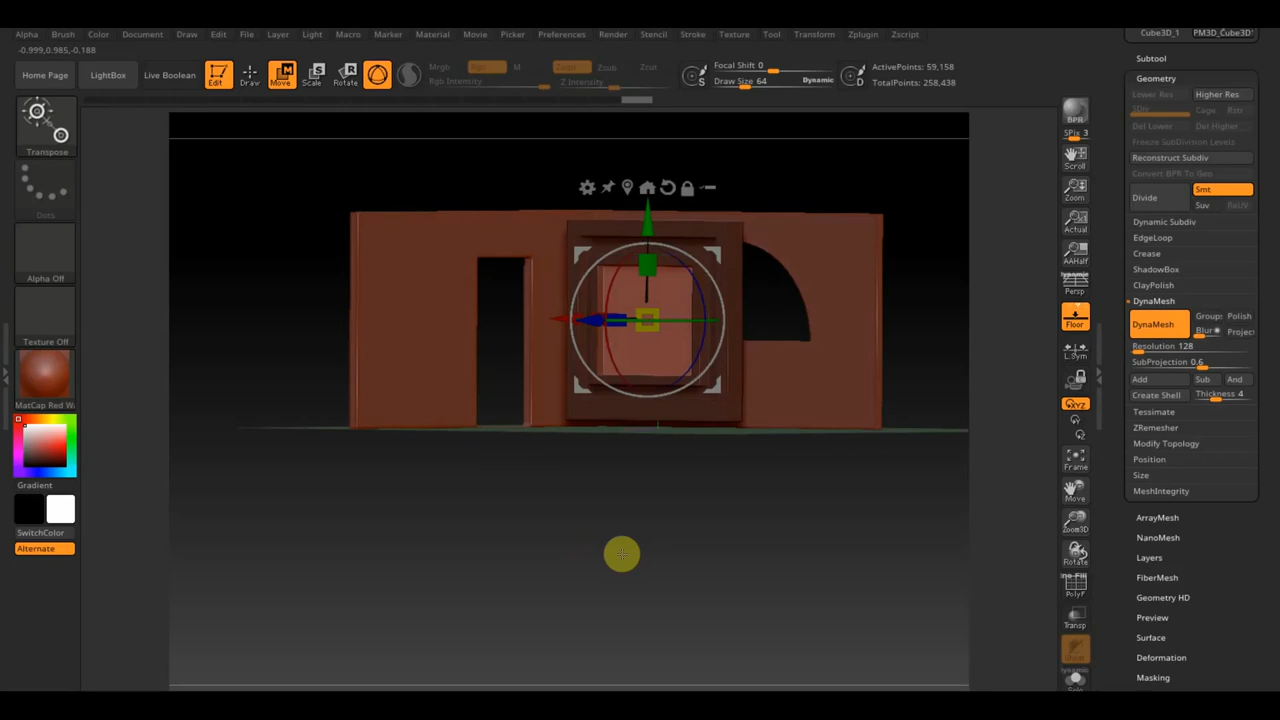 Alpha Brush Color Document Draw Edit File Layer Light Macro Marker Material Movie Picker Preferences Render Stencil Stroke Texture Tool Transform Zplugin Zscript
Cube3D_1 PM3D_Cube3D
-0.999,0.985,-0.188
Home Page
LightBox
Live Boolean
Edit
Draw
Move
Scale
Rotate
Mrgb
Rgb
M
Rgb Intensity
Zsub
Zcut
Z Intensity
Focal Shift 0
Draw Size 64
Dynamic
S
D
ActivePoints: 59,158
TotalPoints: 258,438
Transpose
Dots
Alpha Off
Texture Off
MatCap Red Wa
Gradient
SwitchColor
Alternate
BPR
SPix 3
Scroll
Zoom
Actual
AAHalf
Dynamic
Persp
Floor
L.Sym
XYZ
Frame
Move
Zoom3D
Rotate
PolyF
Transp
Solo
Subtool
Geometry
Lower Res Higher Res
SDiv Cage Rstr
Del Lower Del Higher
Freeze SubDivision Levels
Reconstruct Subdiv
Convert BPR To Geo
Divide
Smt
Suv ReUV
Dynamic Subdiv
EdgeLoop
Crease
ShadowBox
ClayPolish
DynaMesh
DynaMesh
Groups Polish
Blur Project
Resolution 128
SubProjection 0.6
Add Sub And
Create Shell Thickness 4
Tessimate
ZRemesher
Modify Topology
Position
Size
MeshIntegrity
ArrayMesh
NanoMesh
Layers
FiberMesh
Geometry HD
Preview
Surface
Deformation
Masking